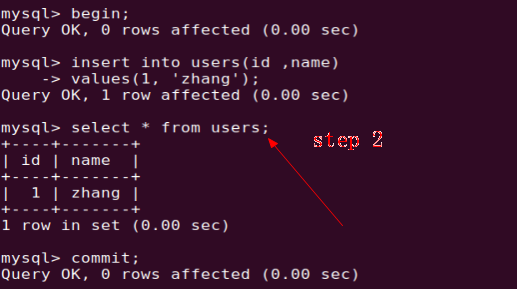 mysql> begin;
Query OK, 0 rows affected (0.00 sec)
mysql> insert into users(id ,name)
    -> values(1, 'zhang');
Query OK, 1 row affected (0.00 sec)
mysql> select * from users;
step 2
+----+-------+
| id | name  |
+----+-------+
|  1 | zhang |
+----+-------+
1 row in set (0.00 sec)
mysql> commit;
Query OK, 0 rows affected (0.00 sec)